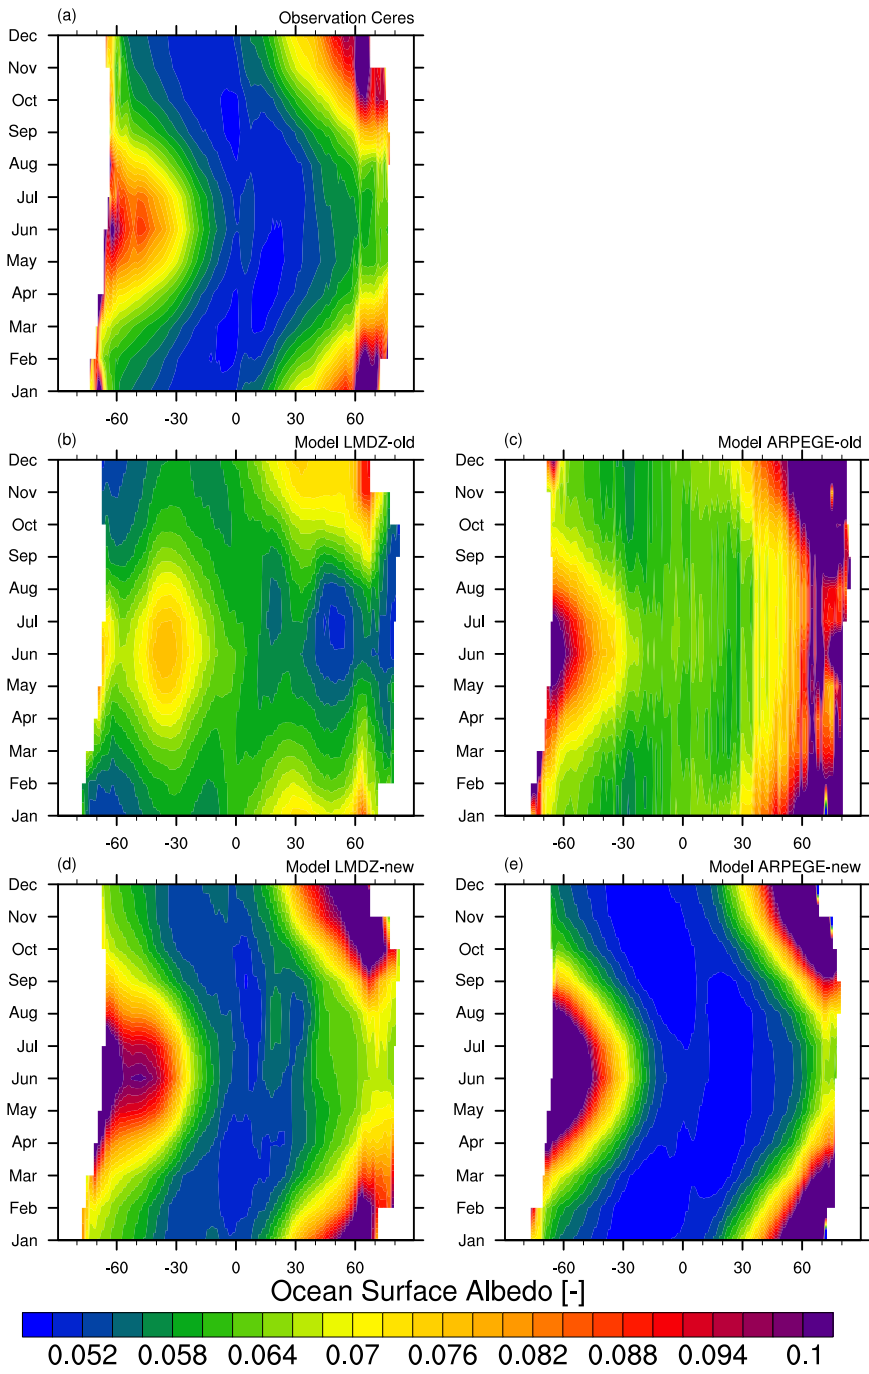 (a) Observation Ceres
Dec
Nov
Oct
Sep
Aug
Jul
Jun
May
Apr
Mar
Feb
Jan
-60 -30 0 30 60
(b) Model LMDZ-old
Dec
Nov
Oct
Sep
Aug
Jul
Jun
May
Apr
Mar
Feb
Jan
-60 -30 0 30 60
(c) Model ARPEGE-old
Dec
Nov
Oct
Sep
Aug
Jul
Jun
May
Apr
Mar
Feb
Jan
-60 -30 0 30 60
(d) Model LMDZ-new
Dec
Nov
Oct
Sep
Aug
Jul
Jun
May
Apr
Mar
Feb
Jan
-60 -30 0 30 60
(e) Model ARPEGE-new
Dec
Nov
Oct
Sep
Aug
Jul
Jun
May
Apr
Mar
Feb
Jan
-60 -30 0 30 60
Ocean Surface Albedo [-]
0.052 0.058 0.064 0.07 0.076 0.082 0.088 0.094 0.1